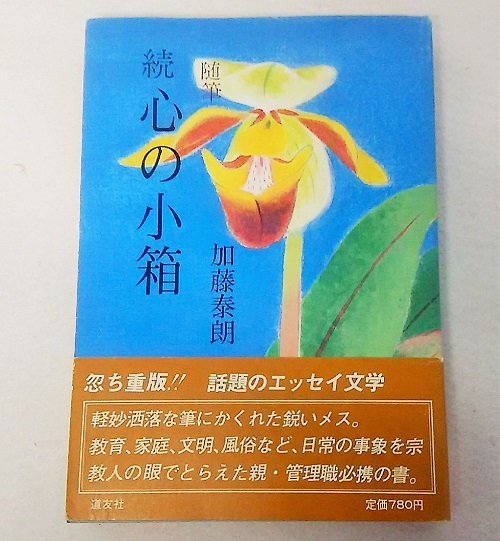 随筆
続 心の小箱
加藤泰朗
忽ち重版!! 話題のエッセイ文学
軽妙洒落な筆にかくれた鋭いメス。
教育、家庭、文明、風俗など、日常の事象を宗
教人の眼でとらえた親・管理職必携の書。
道友社 定価780円